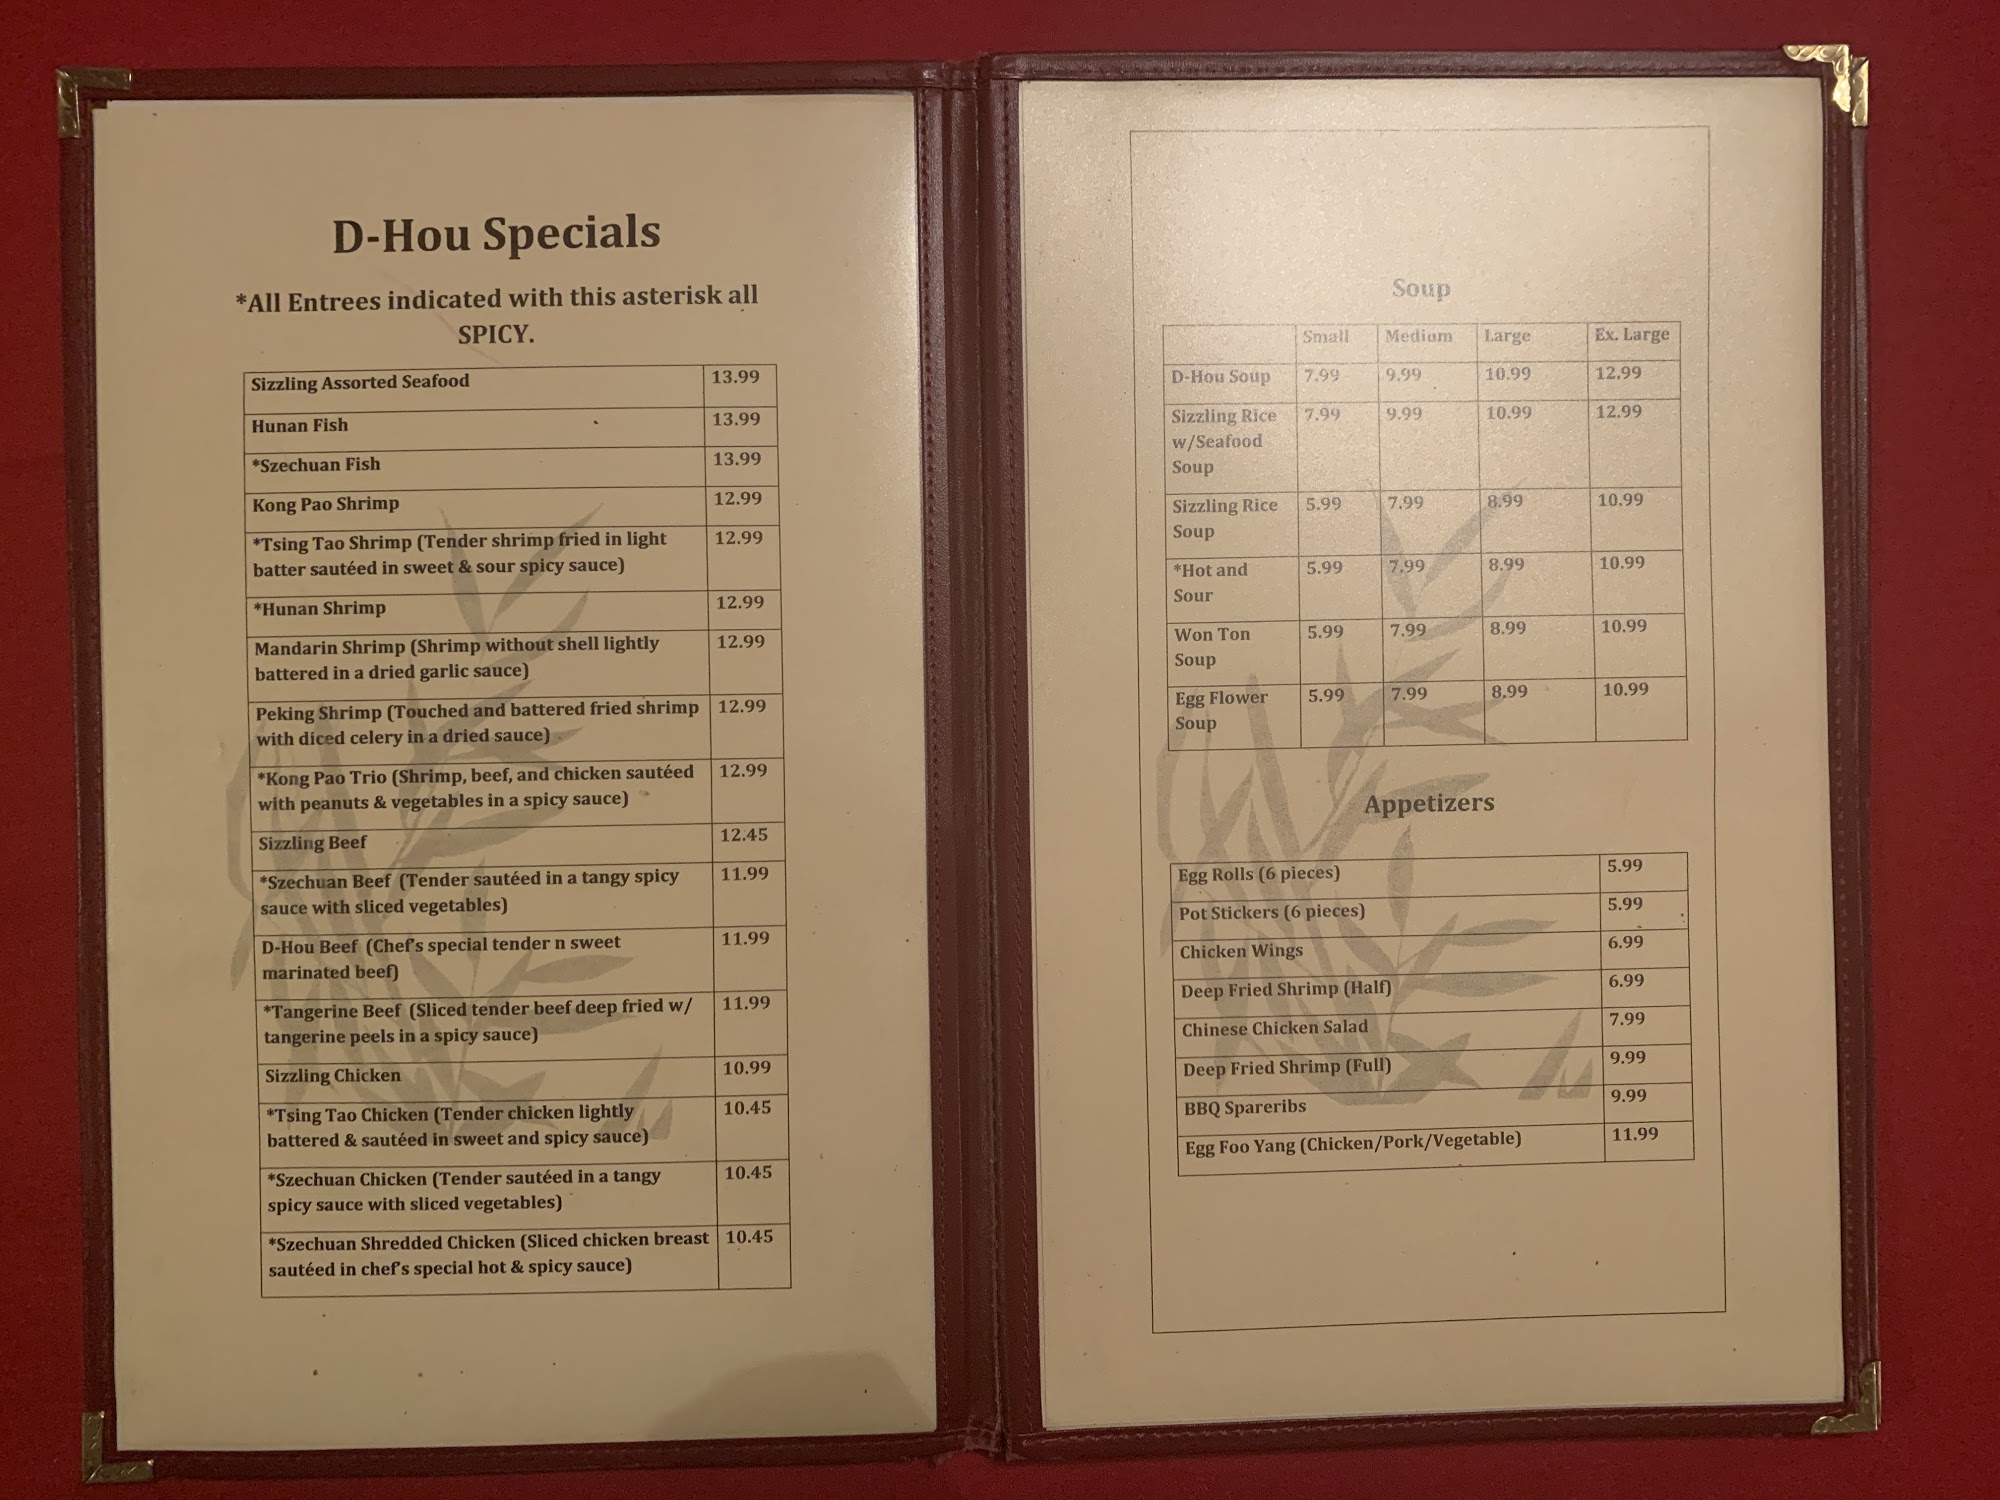 D-Hou Specials
*All Entrees indicated with this asterisk all
SPICY.
Sizzling Assorted Seafood 13.99
Hunan Fish 13.99
*Szechuan Fish 13.99
Kong Pao Shrimp 12.99
*Tsing Tao Shrimp (Tender shrimp fried in light 12.99
batter sautéed in sweet & sour spicy sauce)
*Hunan Shrimp 12.99
Mandarin Shrimp (Shrimp without shell lightly 12.99
battered in a dried garlic sauce)
Peking Shrimp (Touched and battered fried shrimp 12.99
with diced celery in a dried sauce)
*Kong Pao Trio (Shrimp, beef, and chicken sautéed 12.99
with peanuts & vegetables in a spicy sauce)
Sizzling Beef 12.45
*Szechuan Beef (Tender sautéed in a tangy spicy 11.99
sauce with sliced vegetables)
D-Hou Beef (Chef's special tender n sweet 11.99
marinated beef)
*Tangerine Beef (Sliced tender beef deep fried w/ 11.99
tangerine peels in a spicy sauce)
Sizzling Chicken 10.99
*Tsing Tao Chicken (Tender chicken lightly 10.45
battered & sautéed in sweet and spicy sauce)
*Szechuan Chicken (Tender sautéed in a tangy 10.45
spicy sauce with sliced vegetables)
*Szechuan Shredded Chicken (Sliced chicken breast 10.45
sautéed in chef's special hot & spicy sauce)
Soup
Small Medium Large Ex. Large
D-Hou Soup 7.99 9.99 10.99 12.99
Sizzling Rice 7.99 9.99 10.99 12.99
w/Seafood
Soup
Sizzling Rice 5.99 7.99 8.99 10.99
Soup
*Hot and 5.99 7.99 8.99 10.99
Sour
Won Ton 5.99 7.99 8.99 10.99
Soup
Egg Flower 5.99 7.99 8.99 10.99
Soup
Appetizers
Egg Rolls (6 pieces) 5.99
Pot Stickers (6 pieces) 5.99
Chicken Wings 6.99
Deep Fried Shrimp (Half) 6.99
Chinese Chicken Salad 7.99
Deep Fried Shrimp (Full) 9.99
BBQ Spareribs 9.99
Egg Foo Yang (Chicken/Pork/Vegetable) 11.99